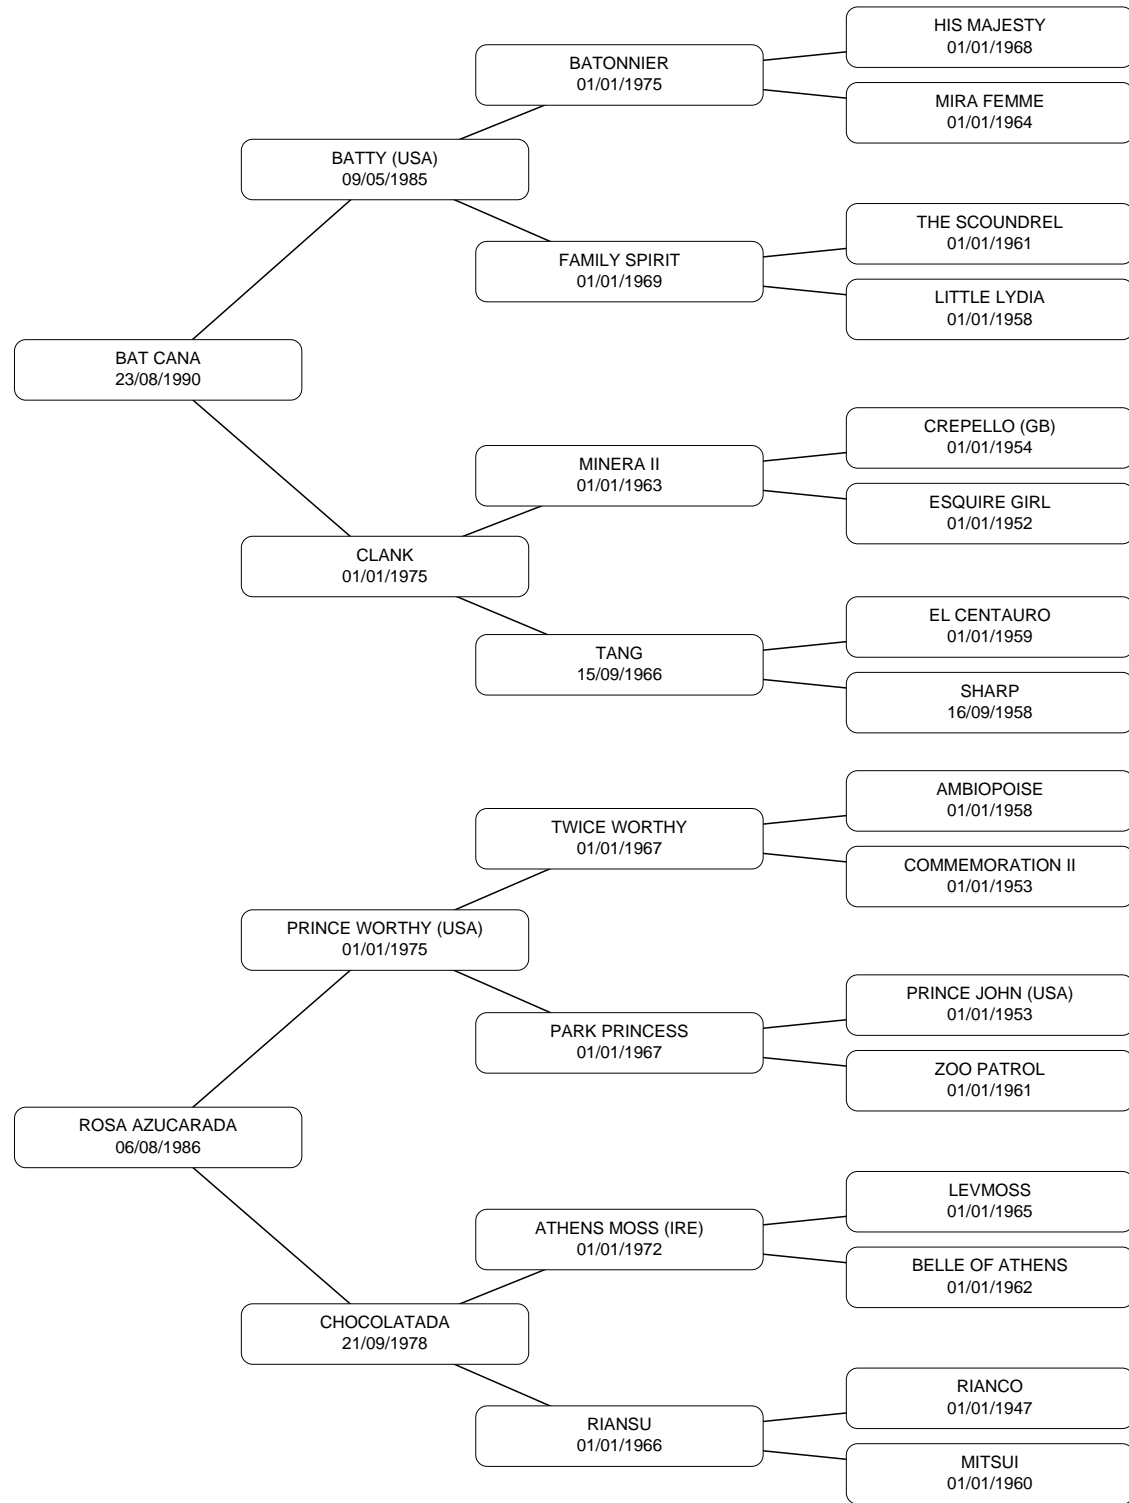 HIS MAJESTY
01/01/1968
BATONNIER
01/01/1975
MIRA FEMME
01/01/1964
BATTY (USA)
09/05/1985
THE SCOUNDREL
01/01/1961
FAMILY SPIRIT
01/01/1969
LITTLE LYDIA
01/01/1958
BAT CANA
23/08/1990
CREPELLO (GB)
01/01/1954
MINERA II
01/01/1963
ESQUIRE GIRL
01/01/1952
CLANK
01/01/1975
EL CENTAURO
01/01/1959
TANG
15/09/1966
SHARP
16/09/1958
AMBIOPOISE
01/01/1958
TWICE WORTHY
01/01/1967
COMMEMORATION II
01/01/1953
PRINCE WORTHY (USA)
01/01/1975
PRINCE JOHN (USA)
01/01/1953
PARK PRINCESS
01/01/1967
ZOO PATROL
01/01/1961
ROSA AZUCARADA
06/08/1986
LEVMOSS
01/01/1965
ATHENS MOSS (IRE)
01/01/1972
BELLE OF ATHENS
01/01/1962
CHOCOLATADA
21/09/1978
RIANCO
01/01/1947
RIANSU
01/01/1966
MITSUI
01/01/1960